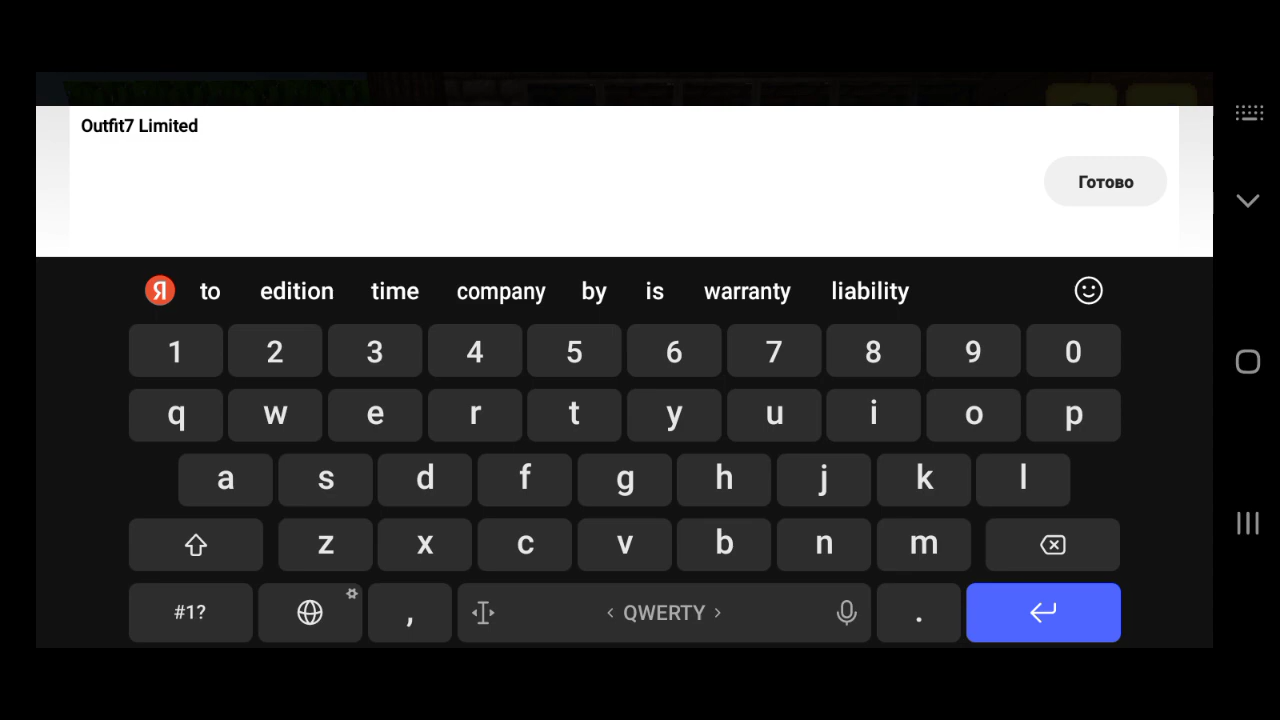 Outfit7 Limited
Готово
Я to edition time company by is warranty liability
1 2 3 4 5 6 7 8 9 0
q w e r t y u i o p
a s d f g h j k l
z x c v b n m
#1? , < QWERTY > .